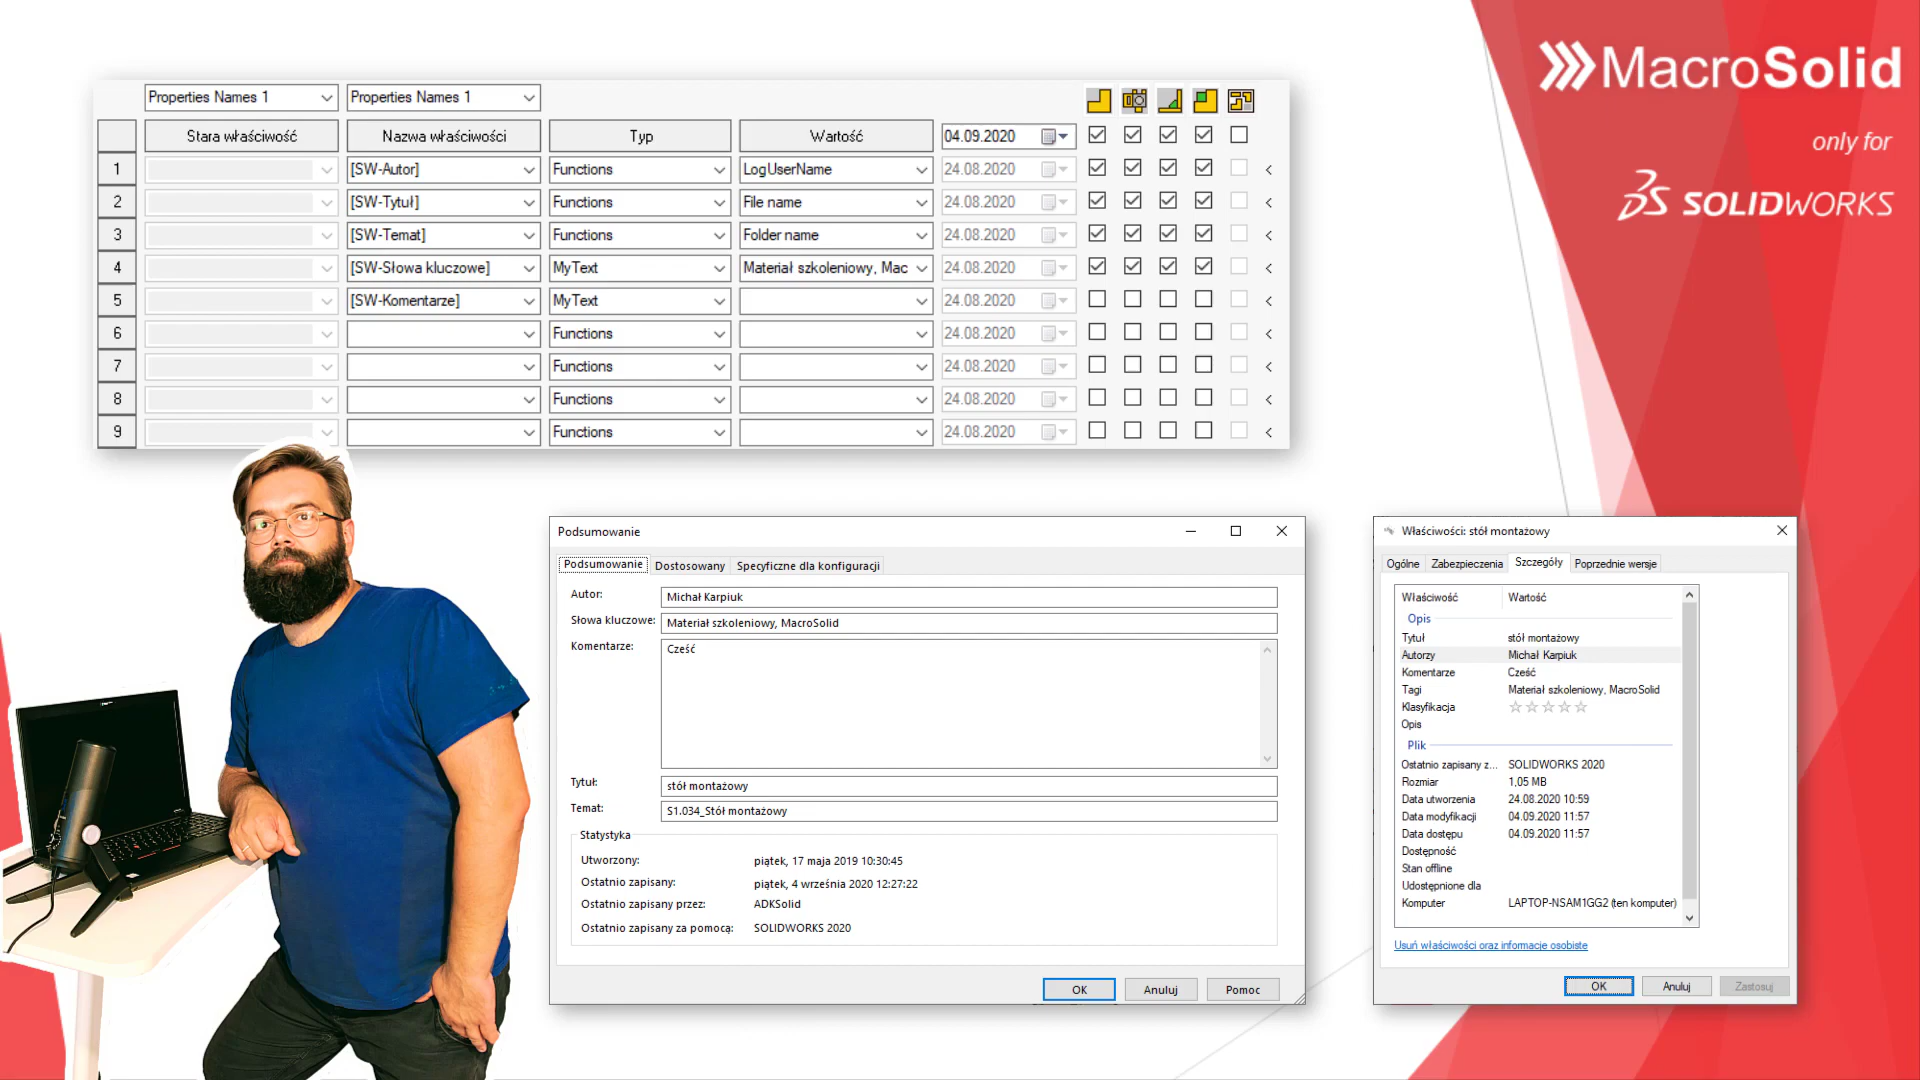 MacroSolid
only for
SOLIDWORKS
Properties Names 1 Properties Names 1
Stara właściwość Nazwa właściwości Typ Wartość 04.09.2020
1 [SW-Autor] Functions LogUserName 24.08.2020 <
2 [SW-Tytuł] Functions File name 24.08.2020 <
3 [SW-Temat] Functions Folder name 24.08.2020 <
4 [SW-Słowa kluczowe] MyText Materiał szkoleniowy, Mac 24.08.2020 <
5 [SW-Komentarze] MyText 24.08.2020 <
6 Functions 24.08.2020 <
7 Functions 24.08.2020 <
8 Functions 24.08.2020 <
9 Functions 24.08.2020 <
Podsumowanie
Podsumowanie Dostosowany Specyficzne dla konfiguracji
Autor: Michał Karpiuk
Słowa kluczowe: Materiał szkoleniowy, MacroSolid
Komentarze: Cześć
Tytuł: stół montażowy
Temat: S1.034_Stół montażowy
Statystyka
Utworzony: piątek, 17 maja 2019 10:30:45
Ostatnio zapisany: piątek, 4 września 2020 12:27:22
Ostatnio zapisany przez: ADKSolid
Ostatnio zapisany za pomocą: SOLIDWORKS 2020
OK Anuluj Pomoc
Właściwości: stół montażowy
Ogólne Zabezpieczenia Szczegóły Poprzednie wersje
Właściwość Wartość
Opis
Tytuł stół montażowy
Autorzy Michał Karpiuk
Komentarze Cześć
Tagi Materiał szkoleniowy, MacroSolid
Klasyfikacja
Opis
Plik
Ostatnio zapisany z... SOLIDWORKS 2020
Rozmiar 1,05 MB
Data utworzenia 24.08.2020 10:59
Data modyfikacji 04.09.2020 11:57
Data dostępu 04.09.2020 11:57
Dostępność
Stan offline
Udostępnione dla
Komputer LAPTOP-NSAM1GG2 (ten komputer)
Usuń właściwości oraz informacje osobiste
OK Anuluj Zastosuj